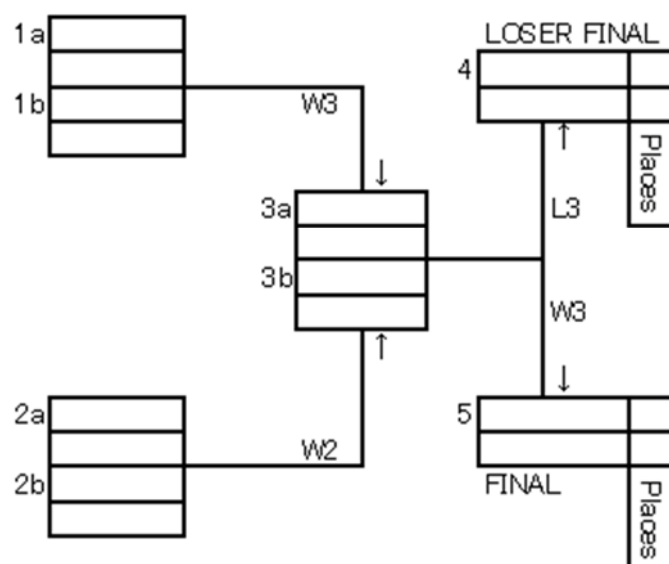 1a
1b
W3
LOSER FINAL
4
Places
3a
3b
L3
W3
2a
2b
W2
5
FINAL
Places